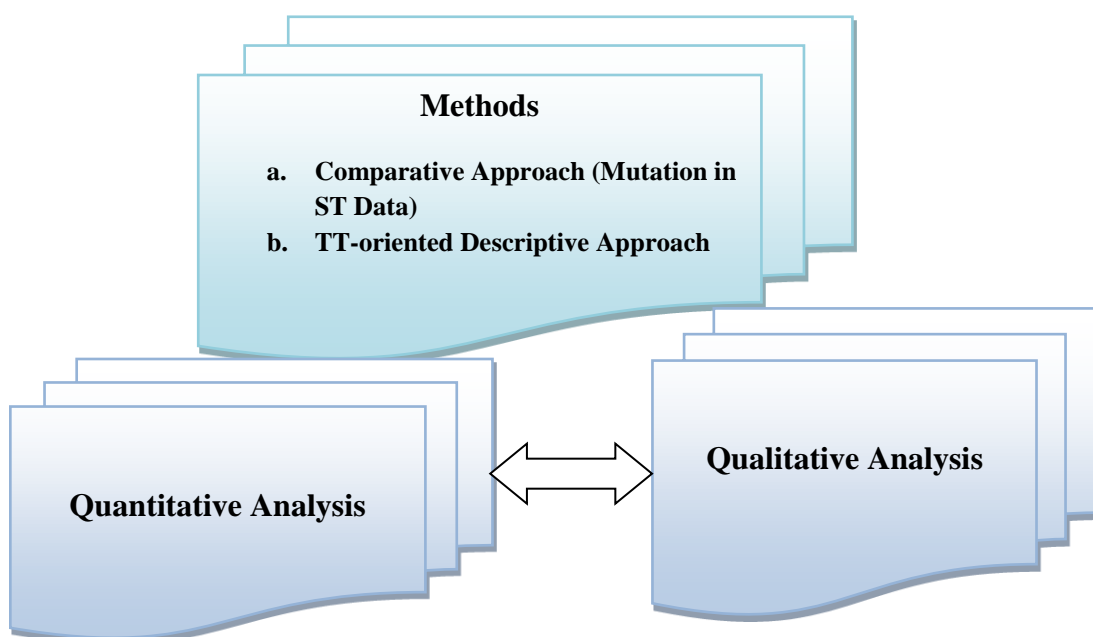 Methods
a. Comparative Approach (Mutation in
ST Data)
b. TT-oriented Descriptive Approach
Quantitative Analysis
Qualitative Analysis